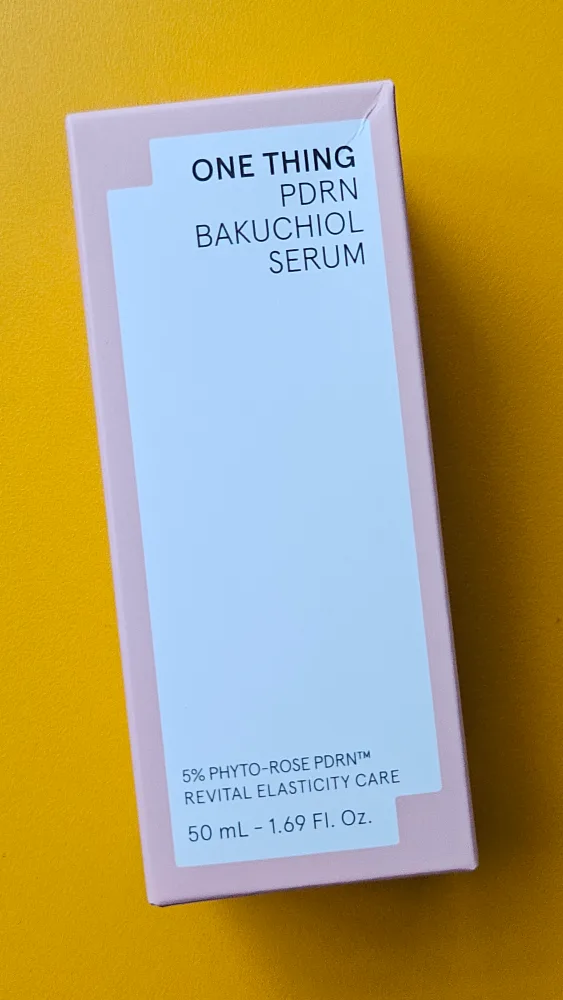 ONE THING
PDRN
BAKUCHIOL
SERUM
5% PHYTO-ROSE PDRN™
REVITAL ELASTICITY CARE
50 mL – 1.69 Fl. Oz.